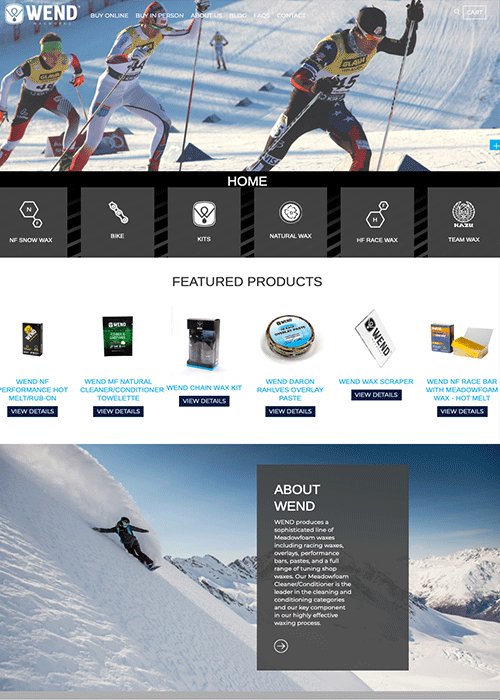 WEND
BUY ONLINE BUY IN PERSON ABOUT US BLOG FAQS CONTACT
CART
HOME
NF SNOW WAX
BIKE
KITS
NATURAL WAX
HF RACE WAX
KAZU
TEAM WAX
FEATURED PRODUCTS
WEND NF
PERFORMANCE HOT
MELT/RUB-ON
VIEW DETAILS
WEND MF NATURAL
CLEANER/CONDITIONER
TOWELETTE
VIEW DETAILS
WEND CHAIN WAX KIT
VIEW DETAILS
WEND DARON
RAHLVES OVERLAY
PASTE
VIEW DETAILS
WEND WAX SCRAPER
VIEW DETAILS
WEND NF RACE BAR
WITH MEADOWFOAM
WAX - HOT MELT
VIEW DETAILS
ABOUT
WEND
WEND produces a
sophisticated line of
Meadowfoam waxes
including racing waxes,
overlays, performance
bars, pastes, and a full
range of tuning shop
waxes. Our Meadowfoam
Cleaner/Conditioner is the
leader in the cleaning and
conditioning categories
and our key component
in our highly effective
waxing process.